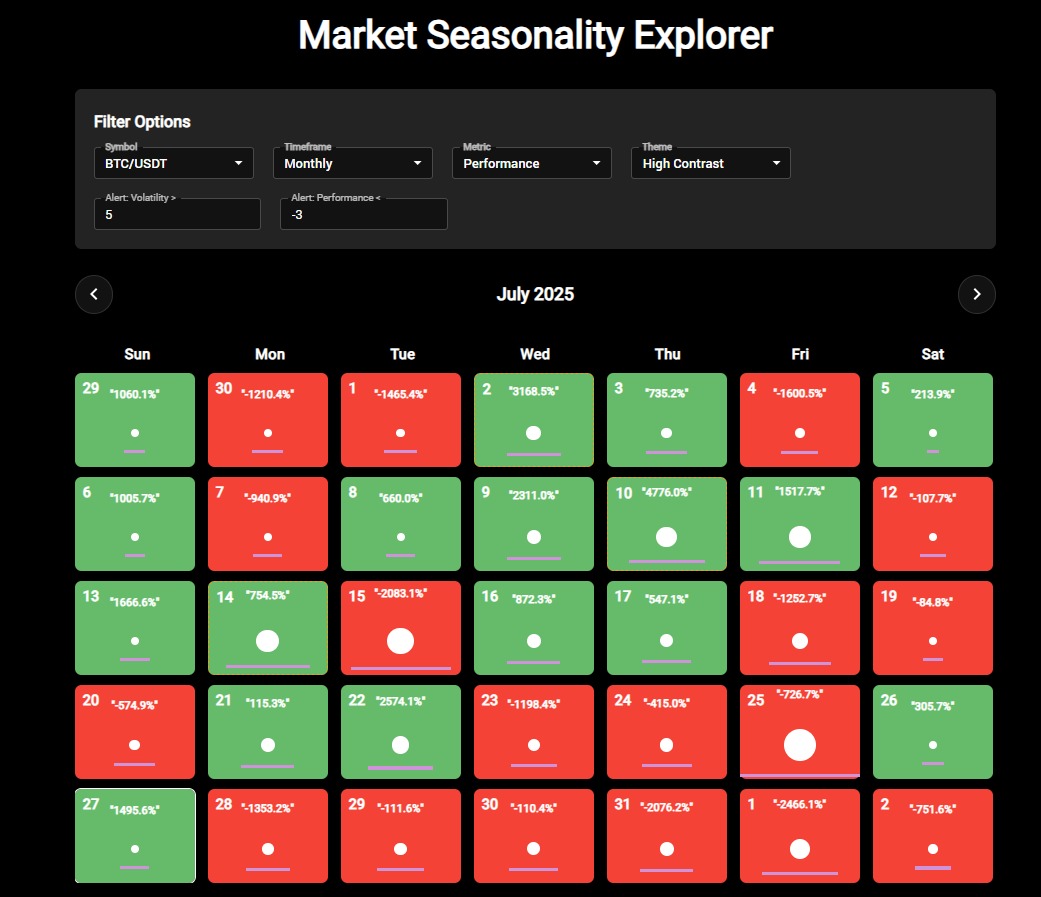 Market Seasonality Explorer
Filter Options
Symbol Timeframe Metric Theme
BTC/USDT Monthly Performance High Contrast
Alert: Volatility > Alert: Performance <
5 -3
July 2025
Sun Mon Tue Wed Thu Fri Sat
29 "1060.1%" 30 "-1210.4%" 1 "-1465.4%" 2 "3168.5%" 3 "735.2%" 4 "-1600.5%" 5 "213.9%"
6 "1005.7%" 7 "-940.9%" 8 "660.0%" 9 "2311.0%" 10 "4776.0%" 11 "1517.7%" 12 "-107.7%"
13 "1666.6%" 14 "754.5%" 15 "-2083.1%" 16 "872.3%" 17 "547.1%" 18 "-1252.7%" 19 "-84.8%"
20 "-574.9%" 21 "115.3%" 22 "2574.1%" 23 "-1198.4%" 24 "-415.0%" 25 "-726.7%" 26 "305.7%"
27 "1495.6%" 28 "-1353.2%" 29 "-111.6%" 30 "-110.4%" 31 "-2076.2%" 1 "-2466.1%" 2 "-751.6%"